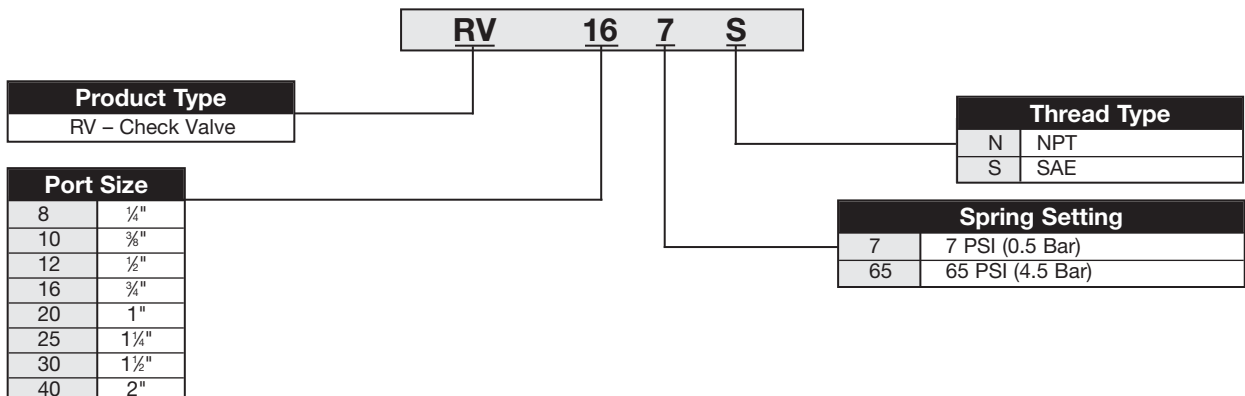 RV 16 7 S
Product Type
RV – Check Valve
Thread Type
N NPT
S SAE
Port Size
8 ¼"
10 ⅜"
12 ½"
16 ¾"
20 1"
25 1¼"
30 1½"
40 2"
Spring Setting
7 7 PSI (0.5 Bar)
65 65 PSI (4.5 Bar)